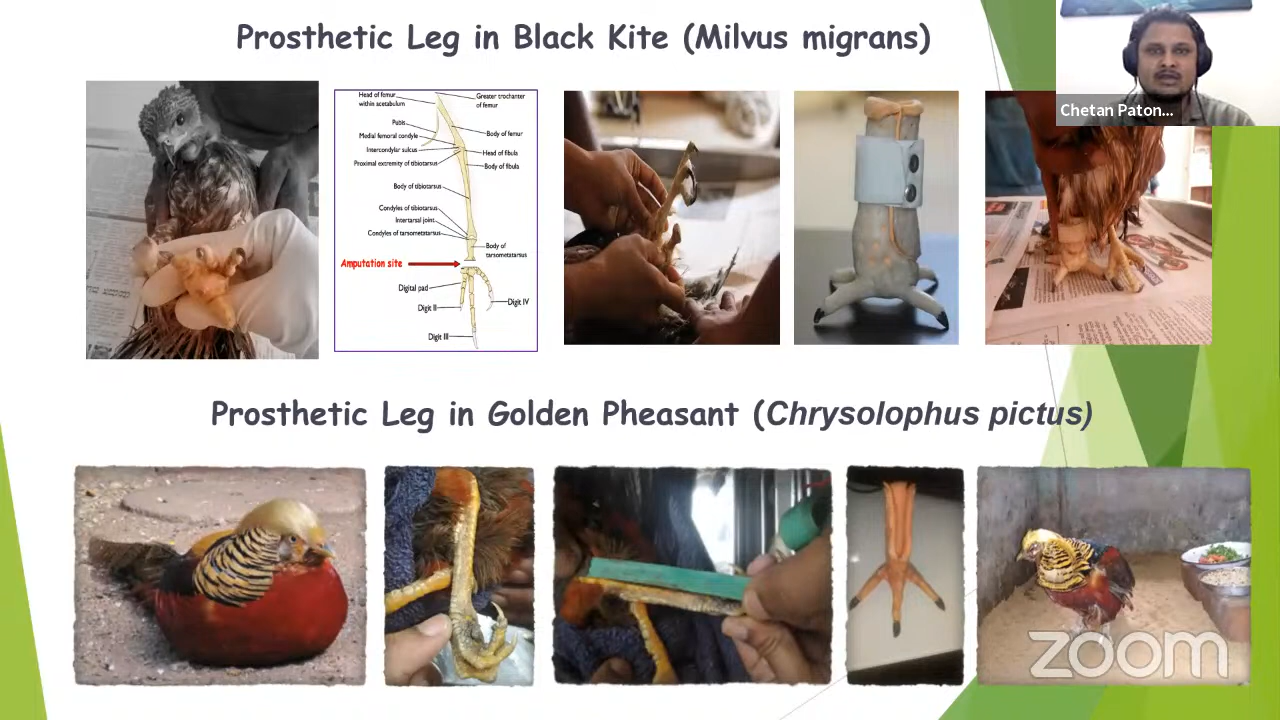 Prosthetic Leg in Black Kite (Milvus migrans)
Chetan Paton...
Head of femur
within acetabulum
Greater trochanter
of femur
Pubis
Medial femoral condyle
Body of femur
Intercondylar sulcus
Head of fibula
Proximal extremity of tibiotarsus
Body of fibula
Body of tibiotarsus
Condyles of tibiotarsus
Intertarsal joint
Condyles of tarsometatarsus
Body of
tarsometatarsus
Amputation site
Digital pad
Digit II
Digit IV
Digit III
Prosthetic Leg in Golden Pheasant (Chrysolophus pictus)
zoom